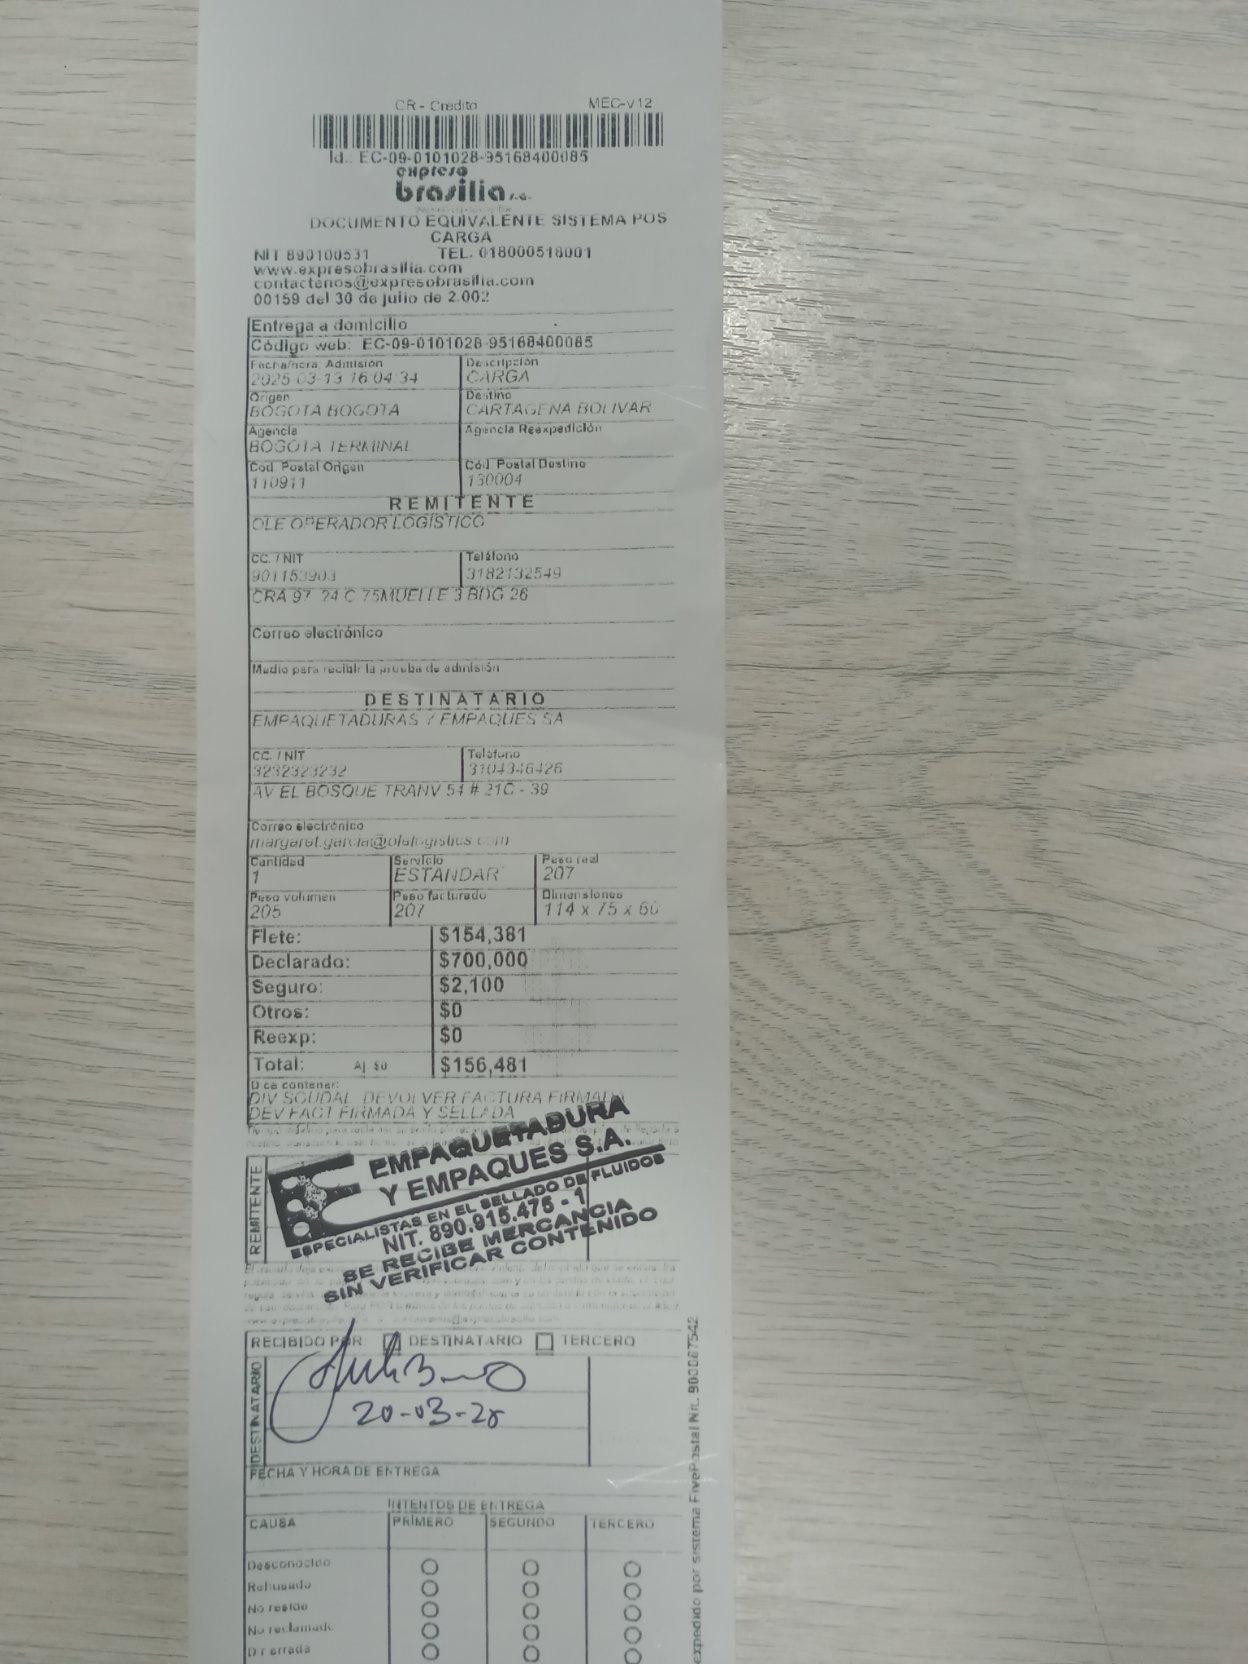 CR - Credito MEC-v12
Id.: EC-09-0101028-95168400085
expreso
brasilia s.a.
DOCUMENTO EQUIVALENTE SISTEMA POS
CARGA
NIT 890100531 TEL. 018000518001
www.expresobrasilia.com
contactenos@expresobrasilia.com
00159 del 30 de julio de 2.002
Entrega a domicilio
Código web: EC-09-0101028-95168400085
Fecha/hora Admisión Descripción
2025-03-13 16:04:34 CARGA
Origen Destino
BOGOTA BOGOTA CARTAGENA BOLIVAR
Agencia Agencia Reexpedición
BOGOTA TERMINAL
Cód. Postal Origen Cód. Postal Destino
110911 130004
REMITENTE
OLE OPERADOR LOGISTICO
CC. / NIT Teléfono
901153903 3182132549
CRA 97 24 C 75MUELLE 3 BDG 26
Correo electrónico
Medio para recibir la prueba de admisión
DESTINATARIO
EMPAQUETADURAS Y EMPAQUES SA
CC. / NIT Teléfono
3232323232 3104346426
AV EL BOSQUE TRANV 54 # 21C - 39
Correo electrónico
margaret.garcia@olelogistics.com
Cantidad Servicio Peso real
1 ESTANDAR 207
Peso volumen Peso facturado Dimensiones
205 207 114 x 75 x 60
Flete: $154,381
Declarado: $700,000
Seguro: $2,100
Otros: $0
Reexp: $0
Total: Aj $0 $156,481
Dice contener:
DIV SOUDAL DEVOLVER FACTURA FIRMADA
DEV FACT FIRMADA Y SELLADA
REMITENTE
EMPAQUETADURA
Y EMPAQUES S.A.
ESPECIALISTAS EN EL SELLADO DE FLUIDOS
NIT. 890.915.475 - 1
SE RECIBE MERCANCIA
SIN VERIFICAR CONTENIDO
RECIBIDO POR: DESTINATARIO TERCERO
DESTINATARIO
20-03-25
FECHA Y HORA DE ENTREGA
INTENTOS DE ENTREGA
CAUSA PRIMERO SEGUNDO TERCERO
Desconocido
Rehusado
No reside
No reclamado
Dir errada
expedido por sistema FivePostal Nit. 900087542